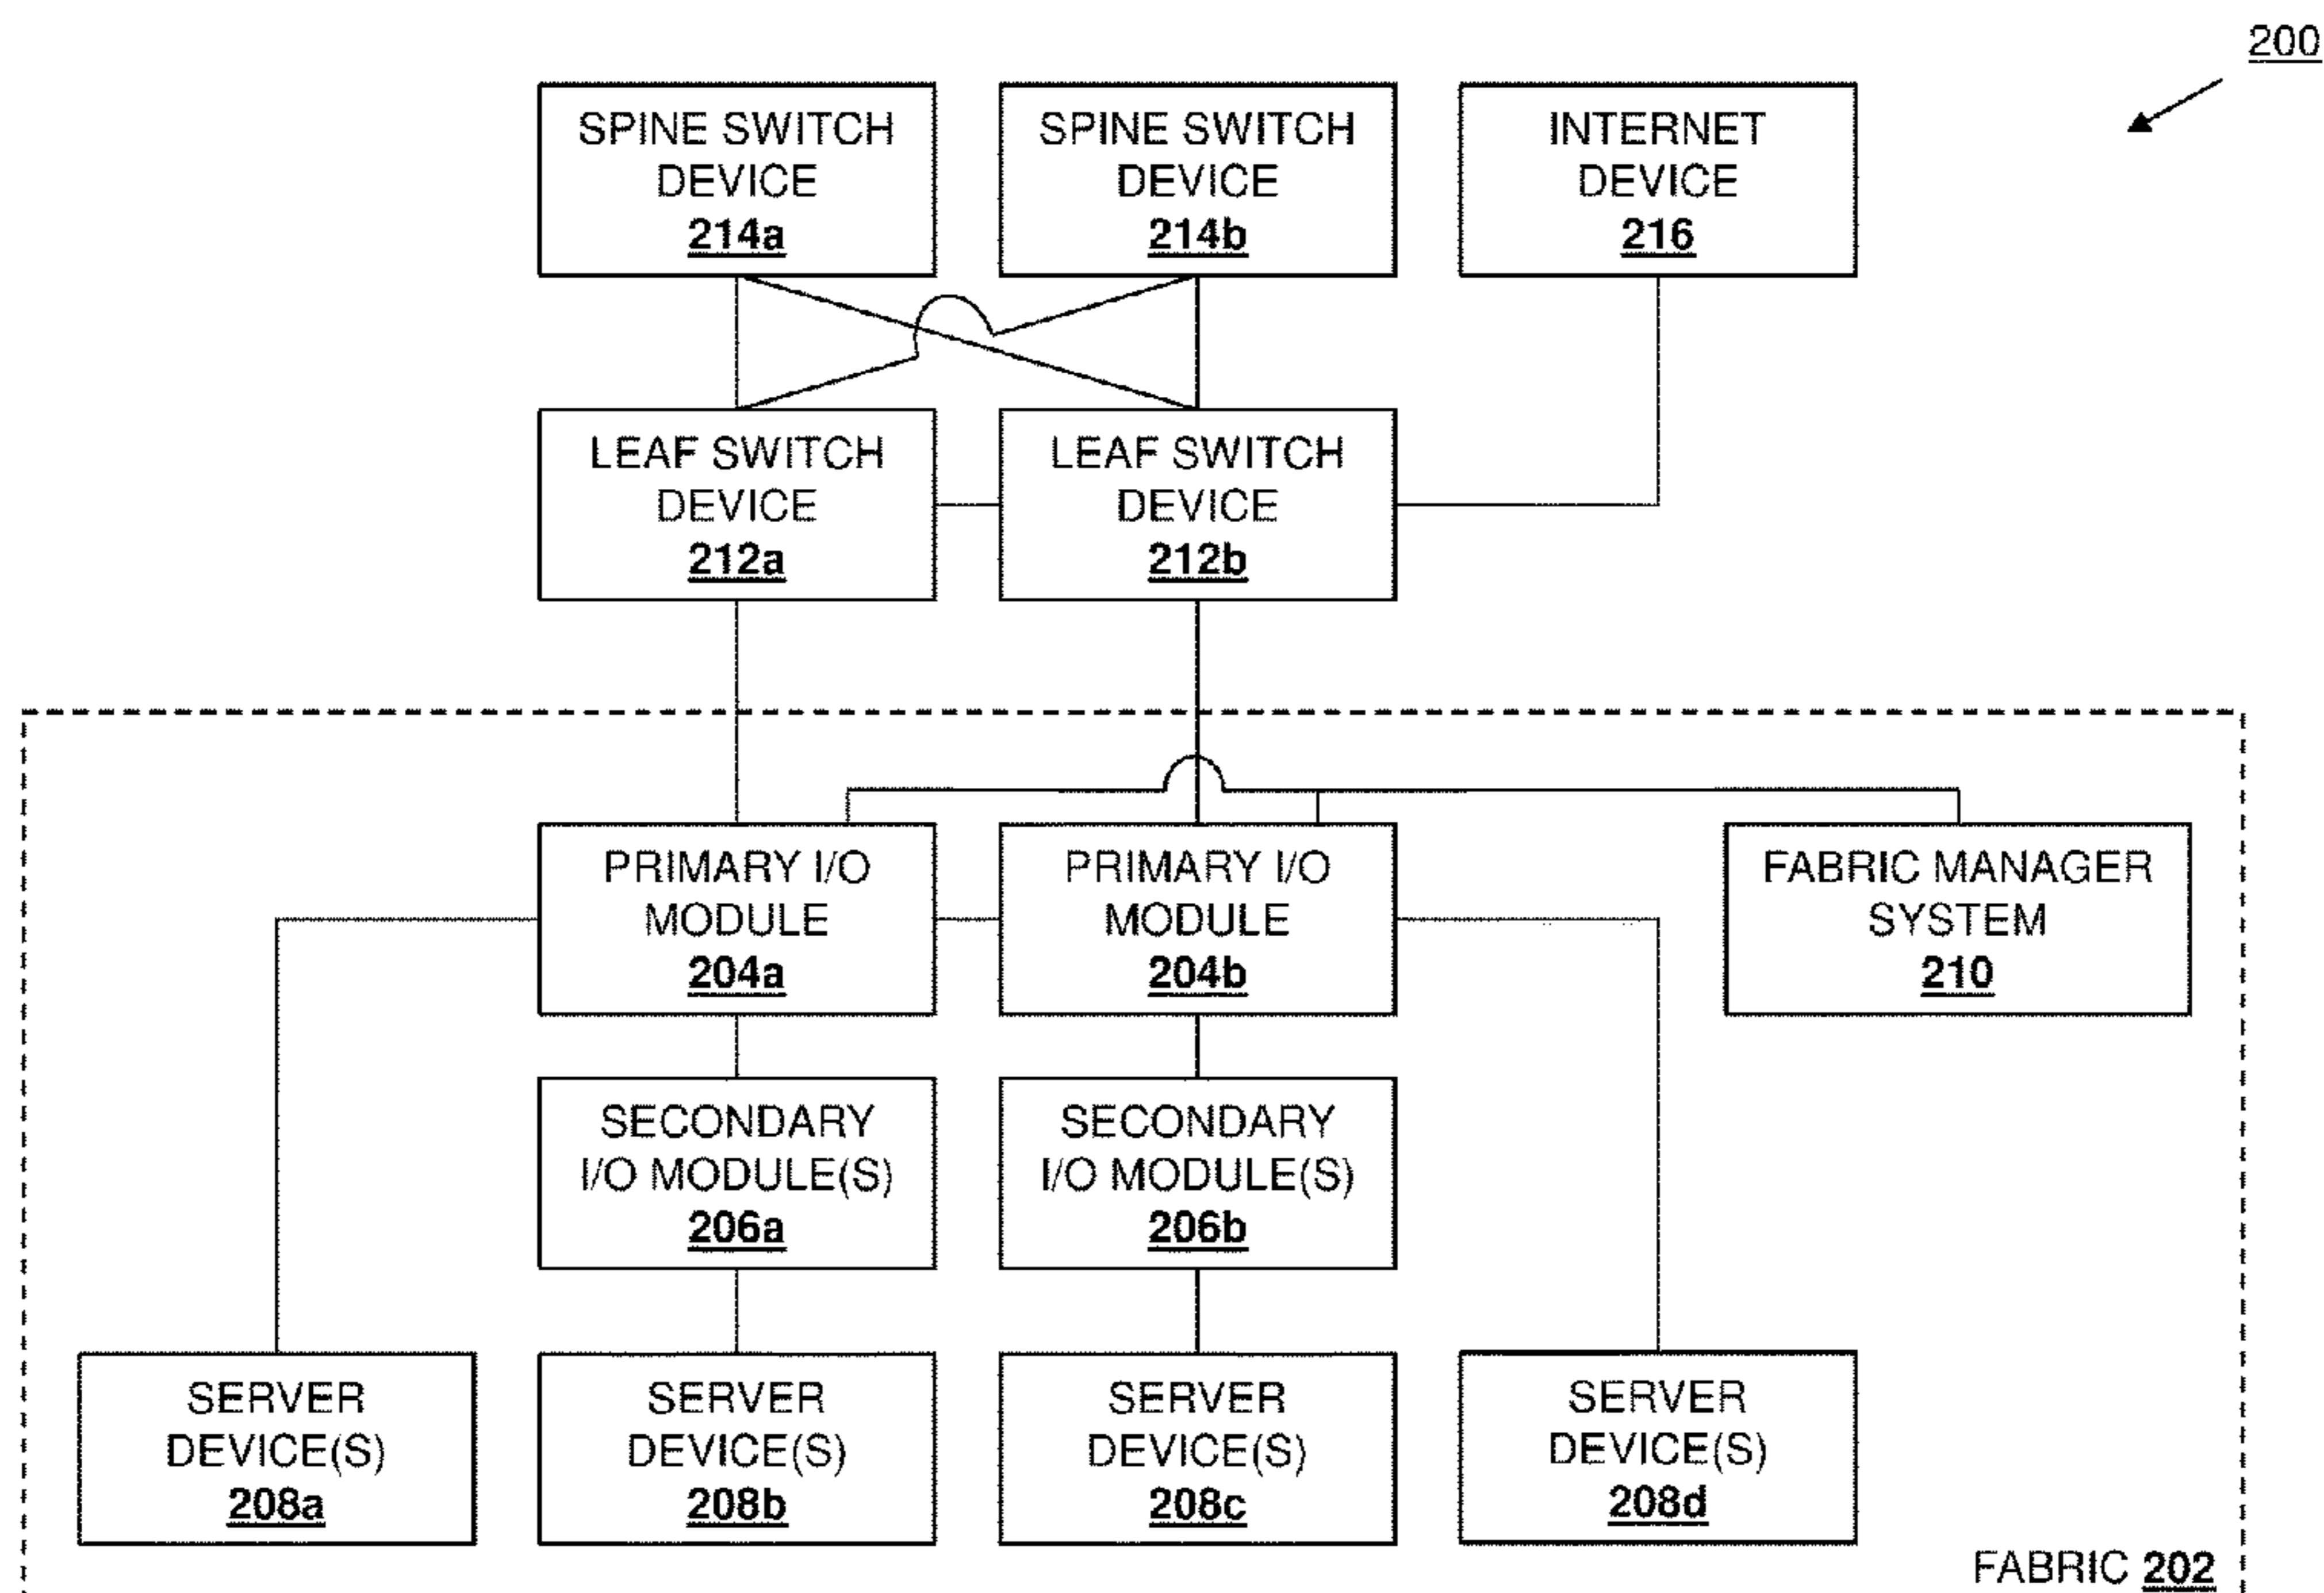 200
SPINE SWITCH
DEVICE
214a
SPINE SWITCH
DEVICE
214b
INTERNET
DEVICE
216
LEAF SWITCH
DEVICE
212a
LEAF SWITCH
DEVICE
212b
PRIMARY I/O
MODULE
204a
PRIMARY I/O
MODULE
204b
FABRIC MANAGER
SYSTEM
210
SECONDARY
I/O MODULE(S)
206a
SECONDARY
I/O MODULE(S)
206b
SERVER
DEVICE(S)
208a
SERVER
DEVICE(S)
208b
SERVER
DEVICE(S)
208c
SERVER
DEVICE(S)
208d
FABRIC 202